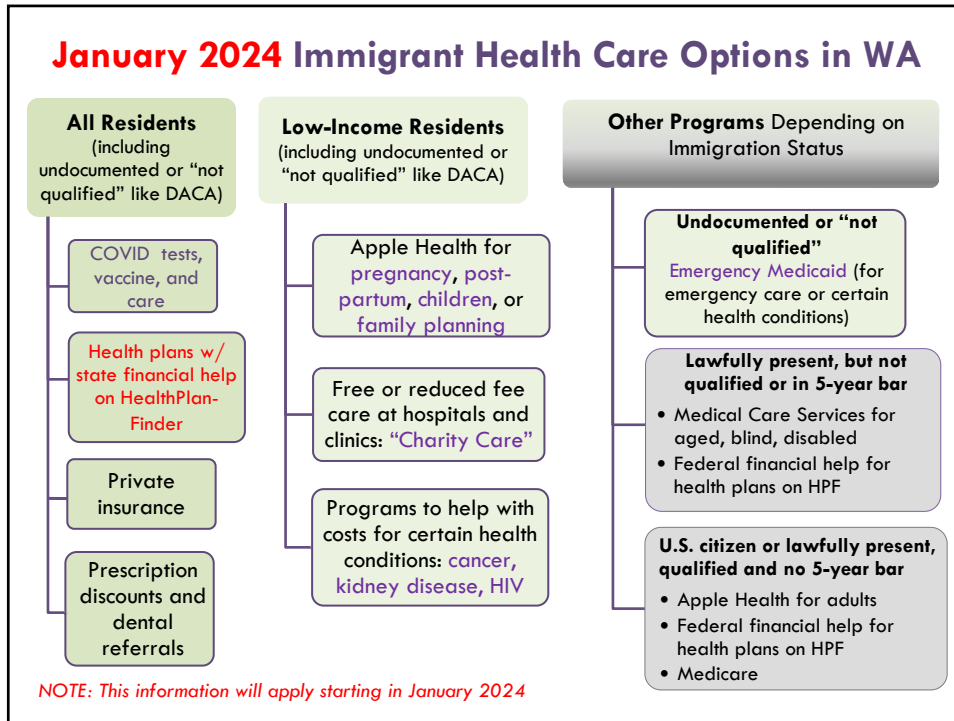 January 2024 Immigrant Health Care Options in WA
All Residents
(including
undocumented or “not
qualified” like DACA)
COVID tests,
vaccine, and
care
Health plans w/
state financial help
on HealthPlan-
Finder
Private
insurance
Prescription
discounts and
dental
referrals
Low-Income Residents
(including undocumented or
“not qualified” like DACA)
Apple Health for
pregnancy, post-
partum, children, or
family planning
Free or reduced fee
care at hospitals and
clinics: “Charity Care”
Programs to help with
costs for certain health
conditions: cancer,
kidney disease, HIV
Other Programs Depending on
Immigration Status
Undocumented or “not
qualified”
Emergency Medicaid (for
emergency care or certain
health conditions)
Lawfully present, but not
qualified or in 5-year bar
• Medical Care Services for
aged, blind, disabled
• Federal financial help for
health plans on HPF
U.S. citizen or lawfully present,
qualified and no 5-year bar
• Apple Health for adults
• Federal financial help for
health plans on HPF
• Medicare
NOTE: This information will apply starting in January 2024